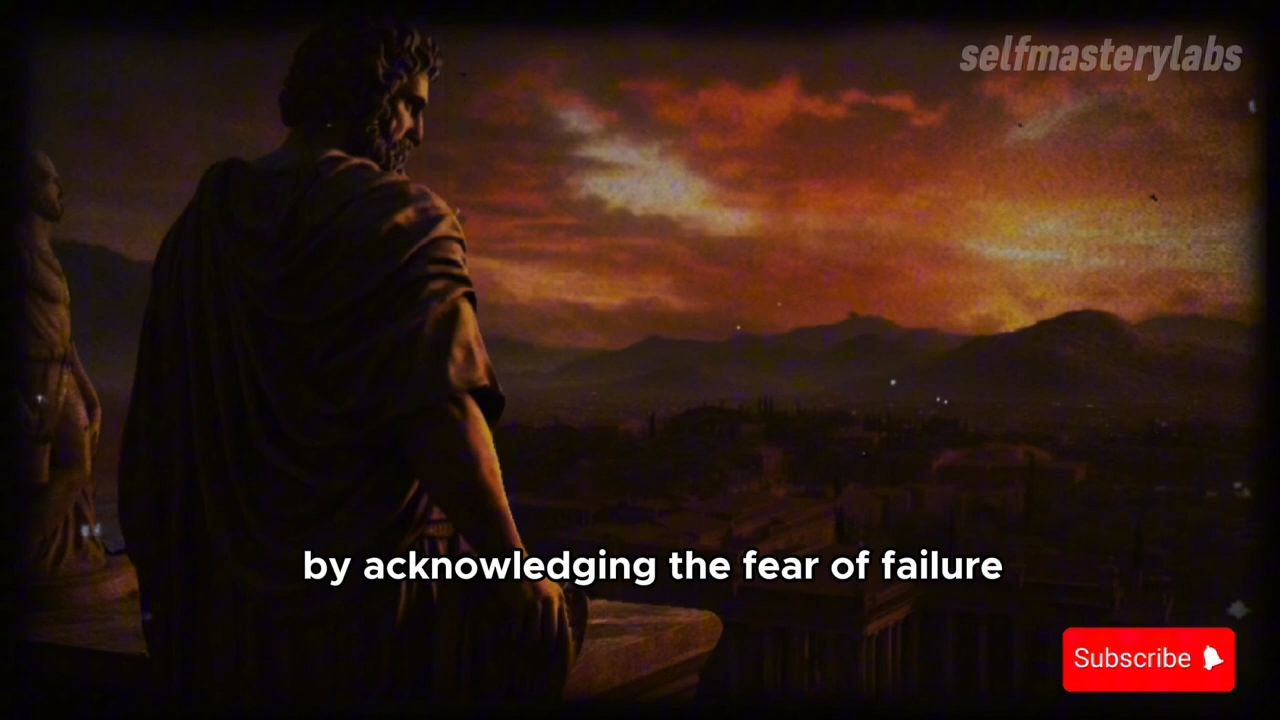 selfmasterylabs
by acknowledging the fear of failure
Subscribe